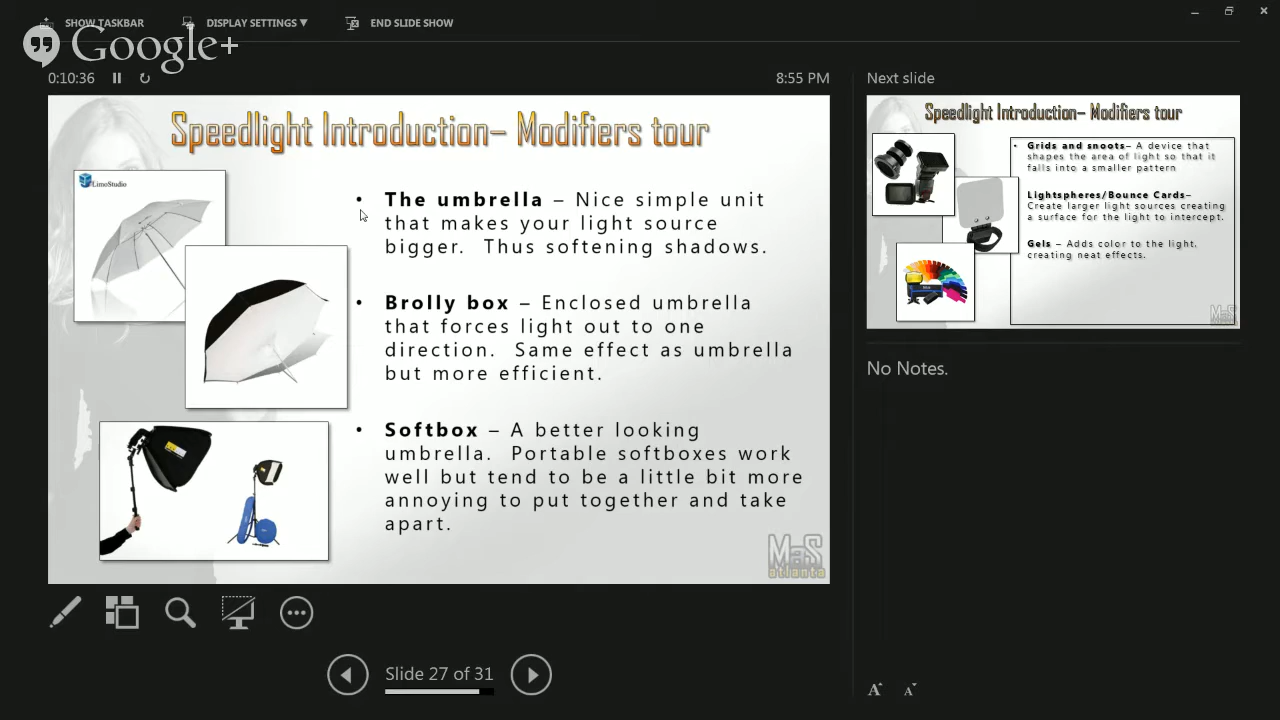 SHOW TASKBAR
DISPLAY SETTINGS ▼
END SLIDE SHOW
Google+
0:10:36
8:55 PM
Speedlight Introduction– Modifiers tour
LimoStudio
• The umbrella – Nice simple unit
that makes your light source
bigger. Thus softening shadows.
• Brolly box – Enclosed umbrella
that forces light out to one
direction. Same effect as umbrella
but more efficient.
• Softbox – A better looking
umbrella. Portable softboxes work
well but tend to be a little bit more
annoying to put together and take
apart.
MaS
atlanta
Slide 27 of 31
Next slide
Speedlight Introduction– Modifiers tour
• Grids and snoots– A device that
shapes the area of light so that it
falls into a smaller pattern
Lightspheres/Bounce Cards–
Create larger light sources creating
a surface for the light to intercept.
Gels – Adds color to the light,
creating neat effects.
MaS
atlanta
No Notes.
A A